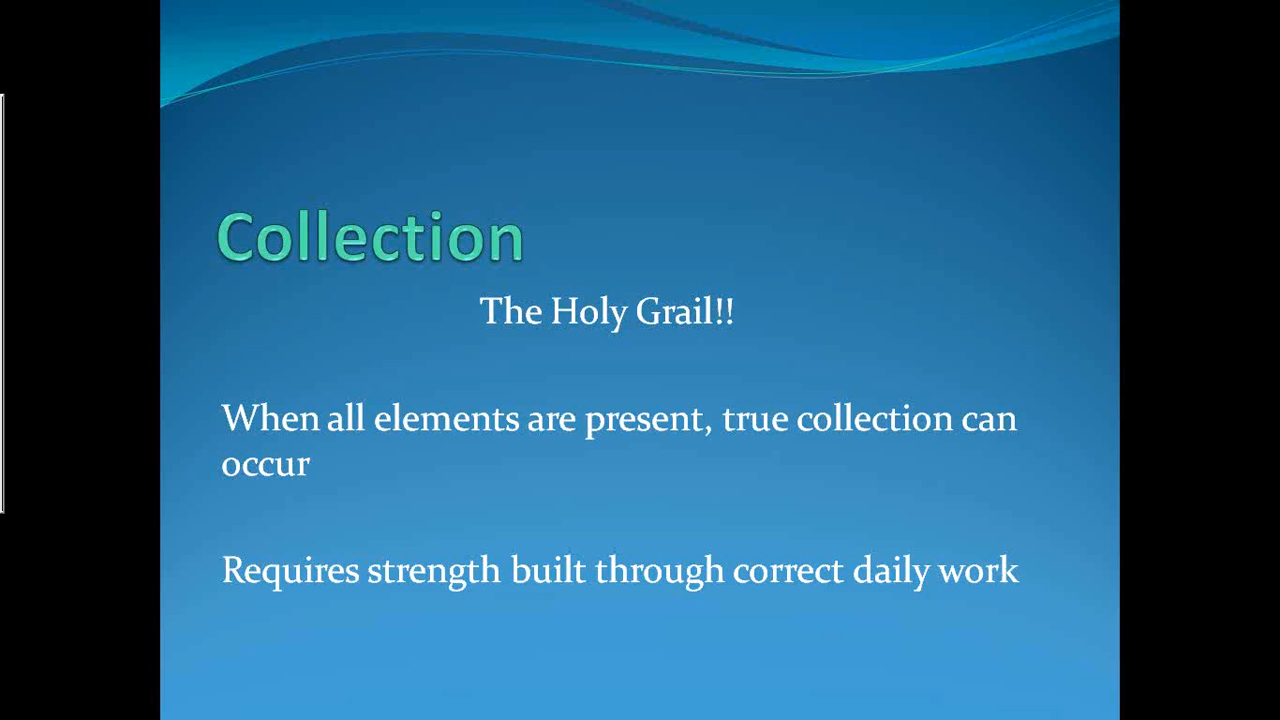 Collection
The Holy Grail!!
When all elements are present, true collection can
occur
Requires strength built through correct daily work